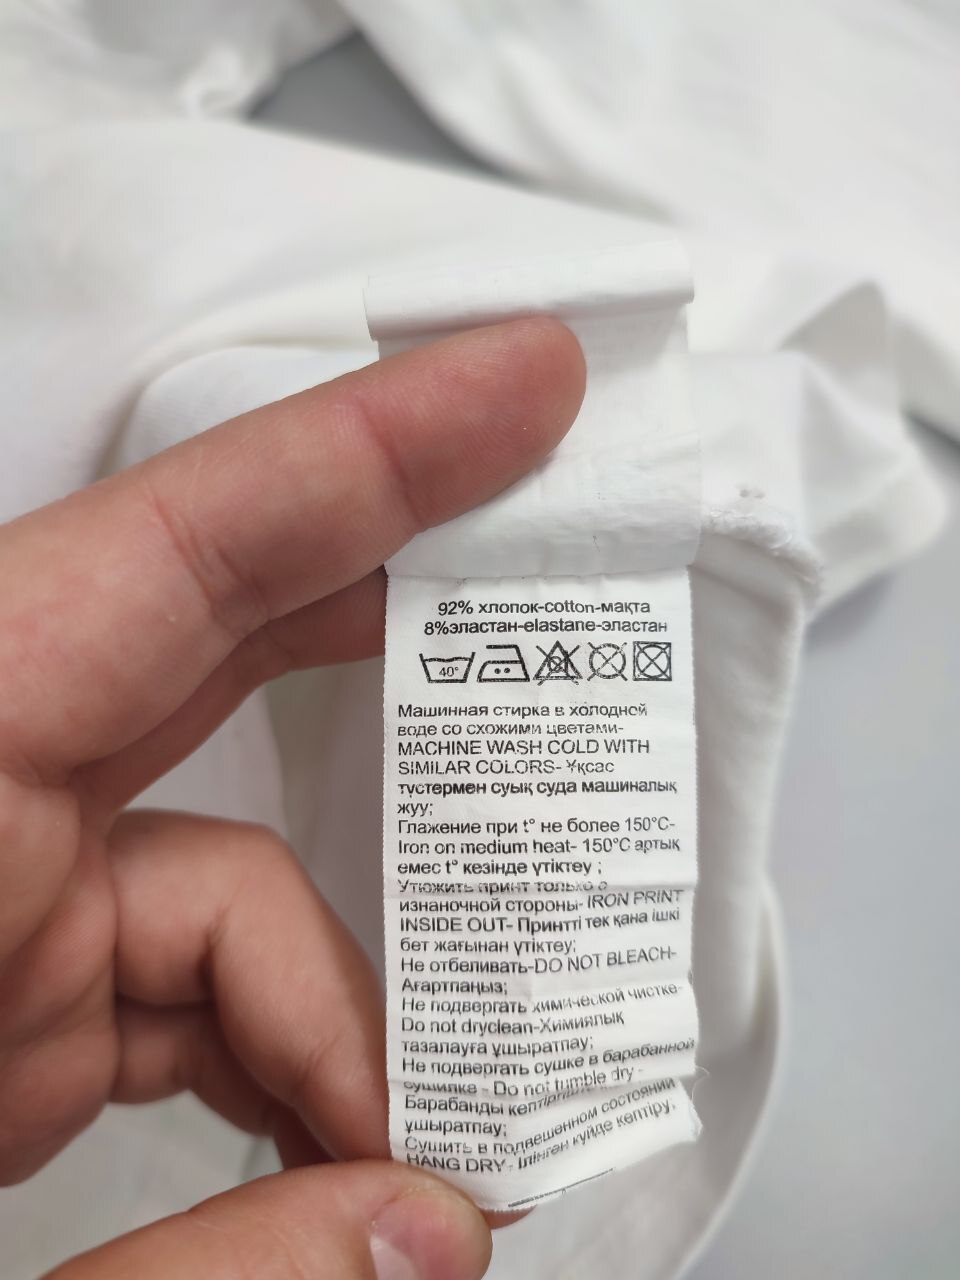 92% хлопок-cotton-мақта
8%эластан-elastane-эластан
40°
Машинная стирка в холодной
воде со схожими цветами-
MACHINE WASH COLD WITH
SIMILAR COLORS- Ұқсас
түстермен суық суда машиналық
жуу;
Глажение при t° не более 150°C-
Iron on medium heat- 150°C артық
емес t° кезінде үтіктеу ;
Утюжить принт только с
изнаночной стороны- IRON PRINT
INSIDE OUT- Принтті тек қана ішкі
бет жағынан үтіктеу;
Не отбеливать-DO NOT BLEACH-
Ағартпаңыз;
Не подвергать химической чистке-
Do not dryclean-Химиялық
тазалауға ұшыратпау;
Не подвергать сушке в барабанной
сушилке - Do not tumble dry -
Барабанды
ұшыратпау;
Сушить в подвешенном состоянии
HANG DRY- Ілінген күйде кептіру;